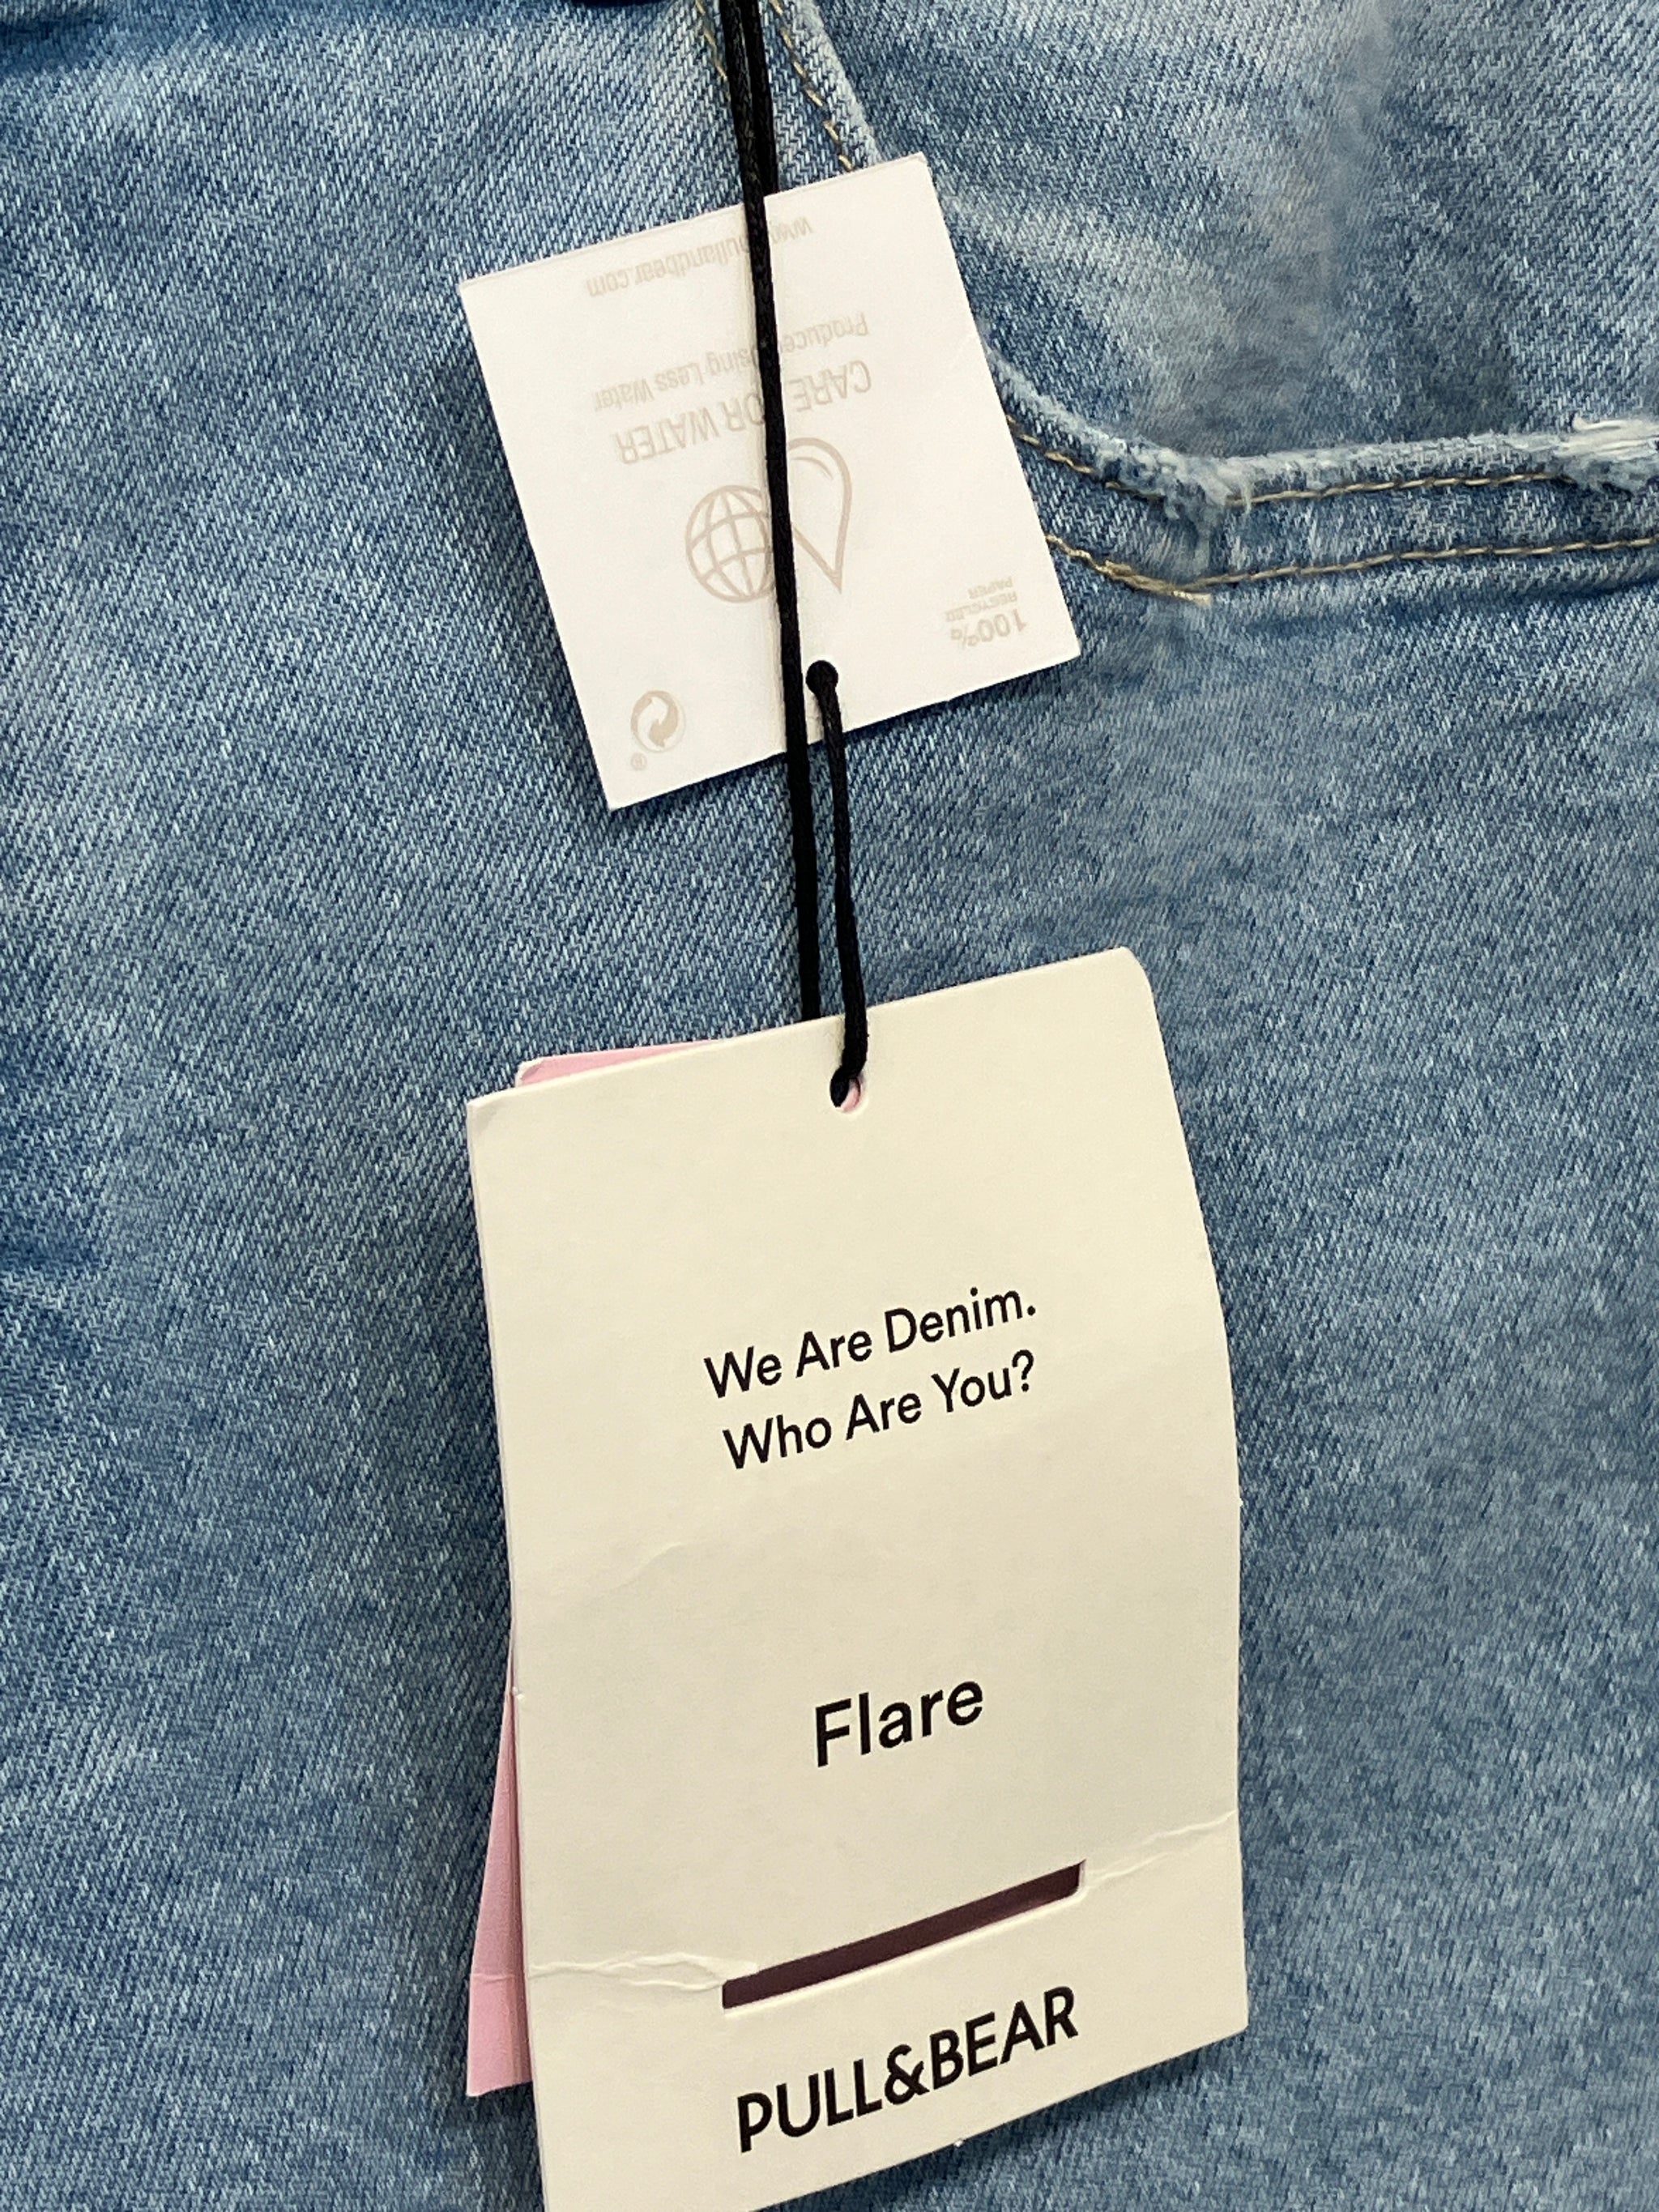 100%
RECYCLED
PAPER
CARE FOR WATER
Produced Using Less Water
www.pullandbear.com
®
We Are Denim.
Who Are You?
Flare
PULL&BEAR